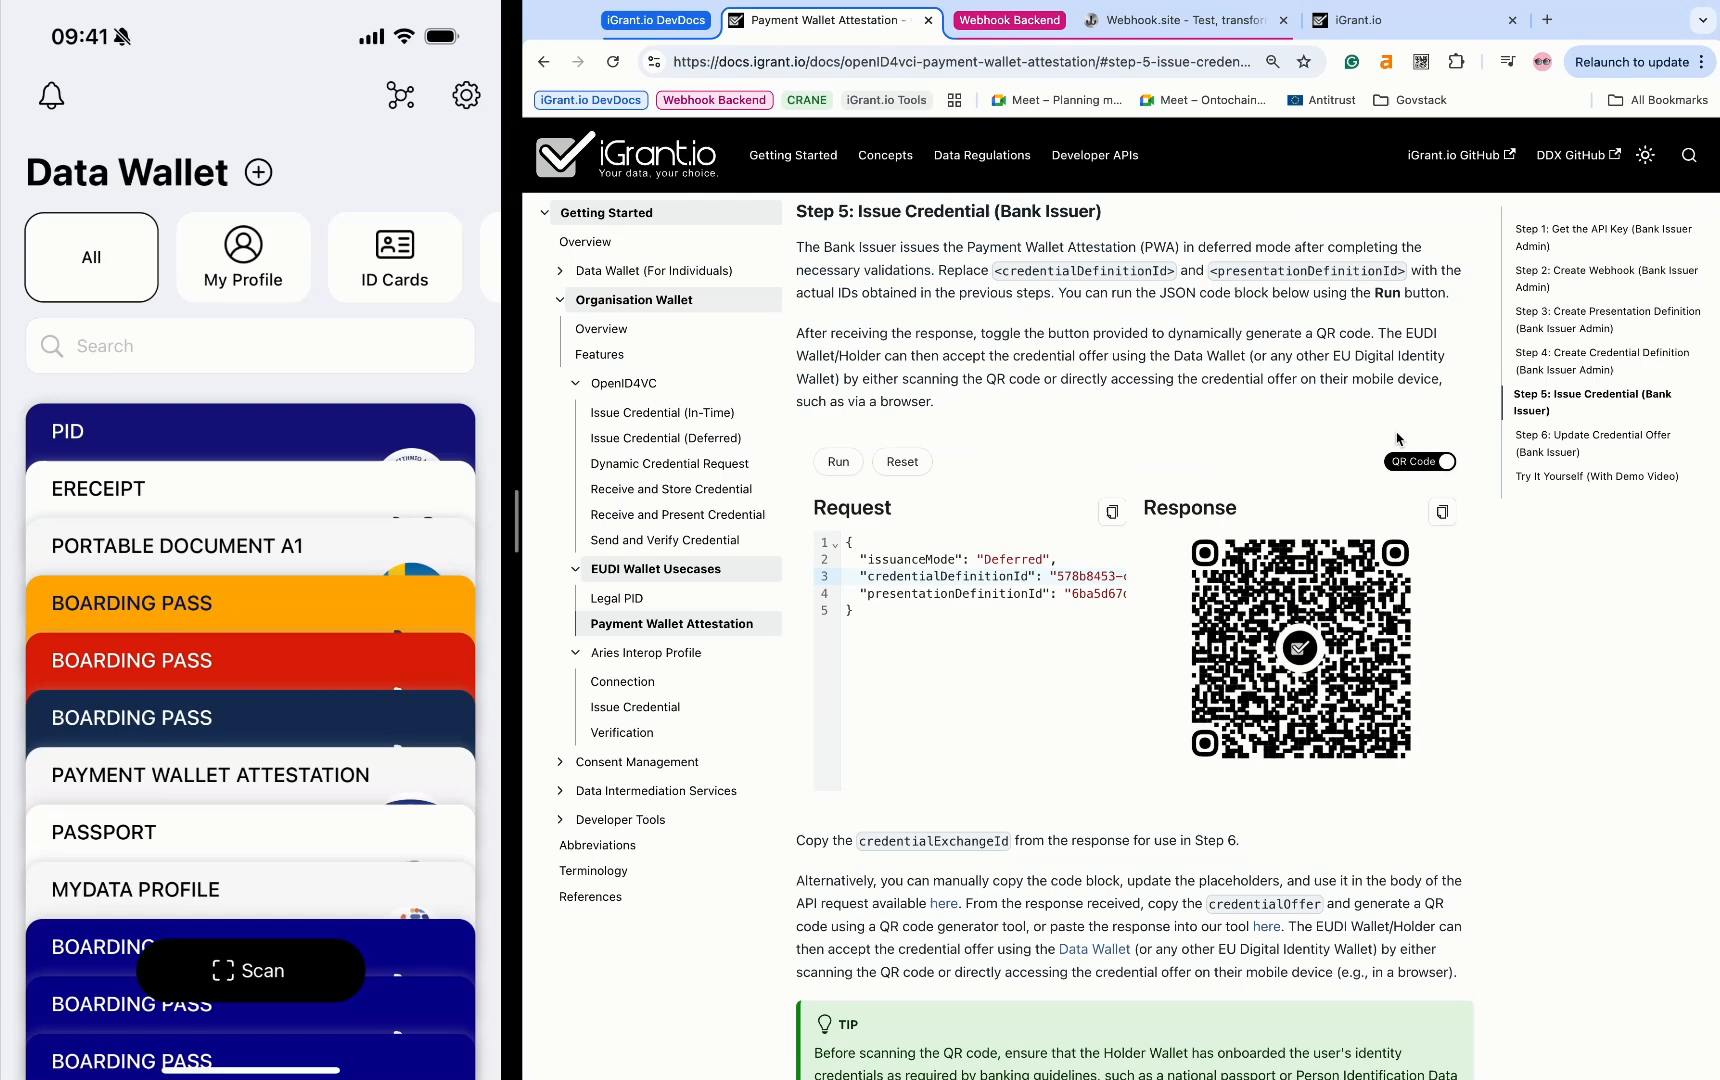 09:41
Data Wallet
All
My Profile
ID Cards
Search
PID
ERECEIPT
PORTABLE DOCUMENT A1
BOARDING PASS
BOARDING PASS
BOARDING PASS
PAYMENT WALLET ATTESTATION
PASSPORT
MYDATA PROFILE
BOARDING
Scan
BOARDING PASS
BOARDING PASS
iGrant.io DevDocs
Payment Wallet Attestation -
Webhook Backend
Webhook.site - Test, transfor
iGrant.io
https://docs.igrant.io/docs/openID4vci-payment-wallet-attestation/#step-5-issue-creden...
Relaunch to update
iGrant.io DevDocs
Webhook Backend
CRANE
iGrant.io Tools
Meet – Planning m...
Meet – Ontochain...
Antitrust
Govstack
All Bookmarks
iGrant.io
Your data, your choice.
Getting Started
Concepts
Data Regulations
Developer APIs
iGrant.io GitHub
DDX GitHub
Getting Started
Overview
Data Wallet (For Individuals)
Organisation Wallet
Overview
Features
OpenID4VC
Issue Credential (In-Time)
Issue Credential (Deferred)
Dynamic Credential Request
Receive and Store Credential
Receive and Present Credential
Send and Verify Credential
EUDI Wallet Usecases
Legal PID
Payment Wallet Attestation
Aries Interop Profile
Connection
Issue Credential
Verification
Consent Management
Data Intermediation Services
Developer Tools
Abbreviations
Terminology
References
Step 5: Issue Credential (Bank Issuer)
The Bank Issuer issues the Payment Wallet Attestation (PWA) in deferred mode after completing the
necessary validations. Replace <credentialDefinitionId> and <presentationDefinitionId> with the
actual IDs obtained in the previous steps. You can run the JSON code block below using the Run button.
After receiving the response, toggle the button provided to dynamically generate a QR code. The EUDI
Wallet/Holder can then accept the credential offer using the Data Wallet (or any other EU Digital Identity
Wallet) by either scanning the QR code or directly accessing the credential offer on their mobile device,
such as via a browser.
Run
Reset
QR Code
Request
Response
1 {
2 "issuanceMode": "Deferred",
3 "credentialDefinitionId": "578b8453-
4 "presentationDefinitionId": "6ba5d67
5 }
Copy the credentialExchangeId from the response for use in Step 6.
Alternatively, you can manually copy the code block, update the placeholders, and use it in the body of the
API request available here. From the response received, copy the credentialOffer and generate a QR
code using a QR code generator tool, or paste the response into our tool here. The EUDI Wallet/Holder can
then accept the credential offer using the Data Wallet (or any other EU Digital Identity Wallet) by either
scanning the QR code or directly accessing the credential offer on their mobile device (e.g., in a browser).
TIP
Before scanning the QR code, ensure that the Holder Wallet has onboarded the user's identity
credentials as required by banking guidelines, such as a national passport or Person Identification Data
Step 1: Get the API Key (Bank Issuer
Admin)
Step 2: Create Webhook (Bank Issuer
Admin)
Step 3: Create Presentation Definition
(Bank Issuer Admin)
Step 4: Create Credential Definition
(Bank Issuer Admin)
Step 5: Issue Credential (Bank
Issuer)
Step 6: Update Credential Offer
(Bank Issuer)
Try It Yourself (With Demo Video)